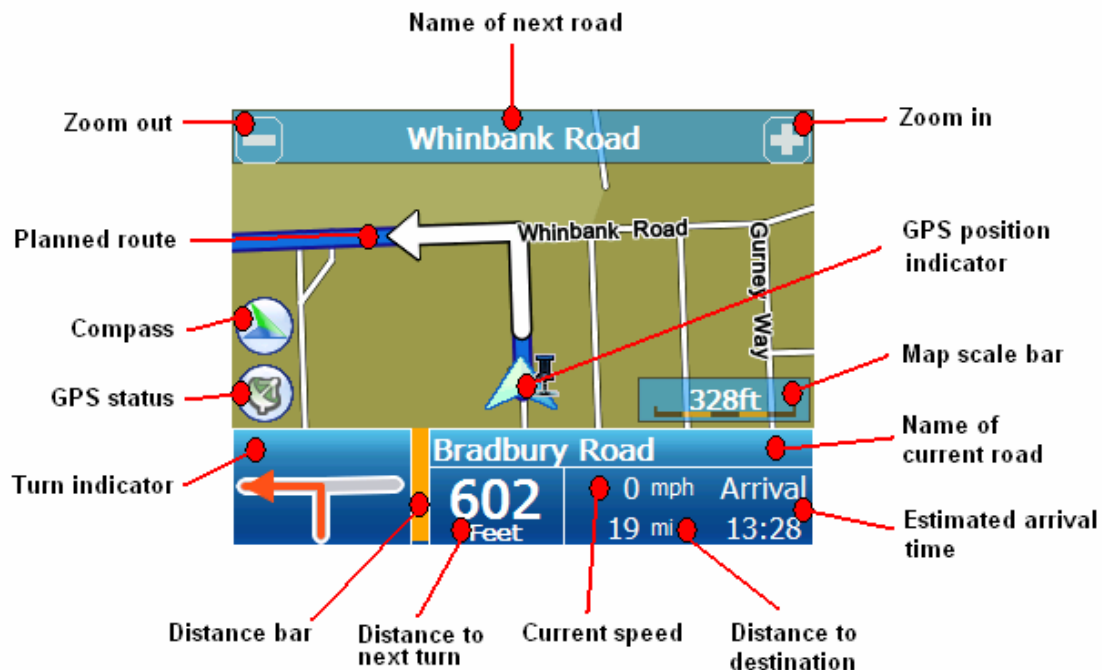 Name of next road
Zoom out
Zoom in
Whinbank Road
Planned route
Whinbank Road
Gurney Way
GPS position
indicator
Compass
Map scale bar
GPS status
328ft
Name of
current road
Turn indicator
Bradbury Road
602
Feet
0 mph
Arrival
19 mi
13:28
Estimated arrival
time
Distance bar
Distance to
next turn
Current speed
Distance to
destination